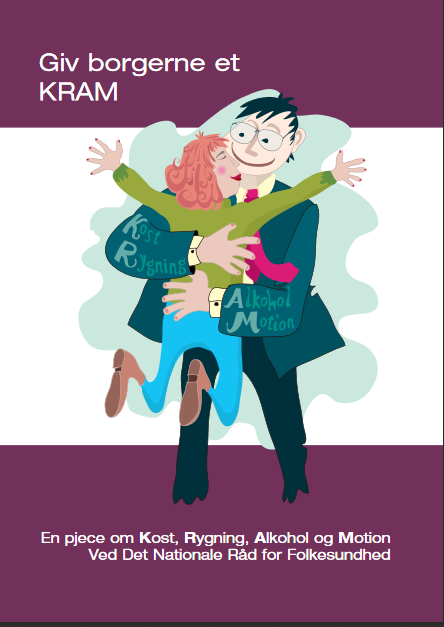 Giv borgerne et
KRAM
Kost
Rygning
Alkohol
Motion
En pjece om Kost, Rygning, Alkohol og Motion
Ved Det Nationale Råd for Folkesundhed